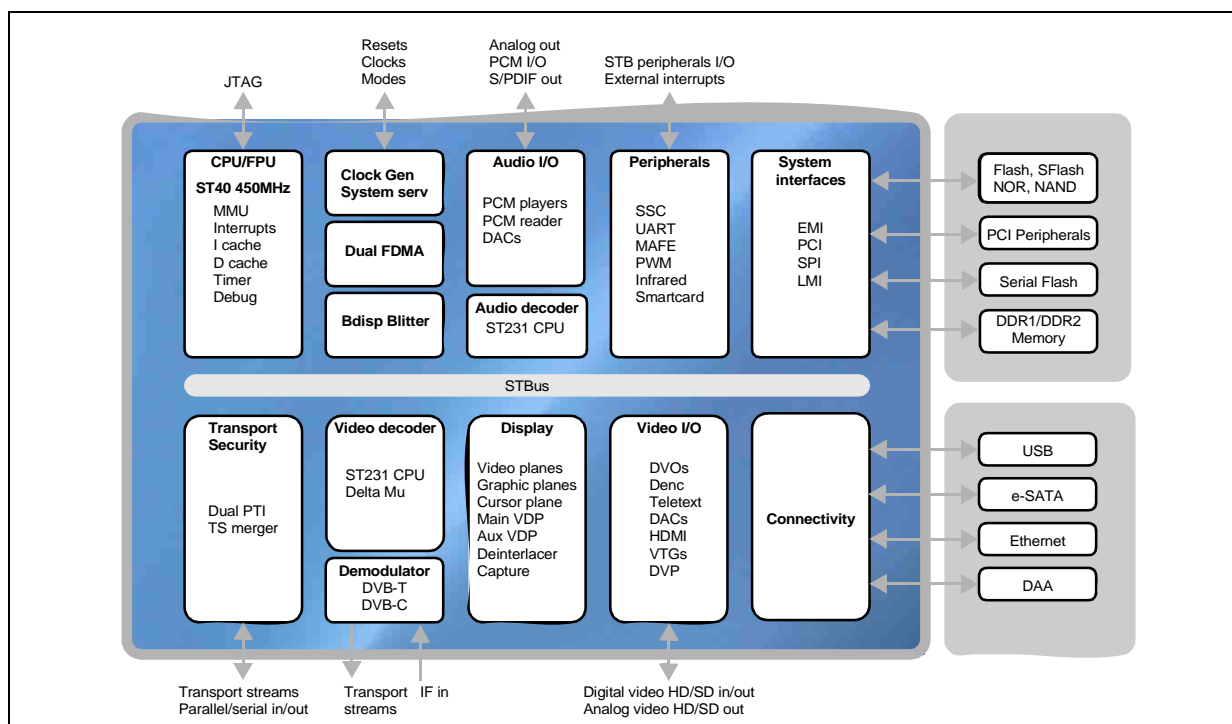 JTAG
Resets
Clocks
Modes
Analog out
PCM I/O
S/PDIF out
STB peripherals I/O
External interrupts
CPU/FPU
ST40 450MHz
MMU
Interrupts
I cache
D cache
Timer
Debug
Clock Gen
System serv
Dual FDMA
Bdisp Blitter
Audio I/O
PCM players
PCM reader
DACs
Audio decoder
ST231 CPU
Peripherals
SSC
UART
MAFE
PWM
Infrared
Smartcard
System
interfaces
EMI
PCI
SPI
LMI
Flash, SFlash
NOR, NAND
PCI Peripherals
Serial Flash
DDR1/DDR2
Memory
STBus
Transport
Security
Dual PTI
TS merger
Video decoder
ST231 CPU
Delta Mu
Demodulator
DVB-T
DVB-C
Display
Video planes
Graphic planes
Cursor plane
Main VDP
Aux VDP
Deinterlacer
Capture
Video I/O
DVOs
Denc
Teletext
DACs
HDMI
VTGs
DVP
Connectivity
USB
e-SATA
Ethernet
DAA
Transport streams
Parallel/serial in/out
Transport
streams
IF in
Digital video HD/SD in/out
Analog video HD/SD out